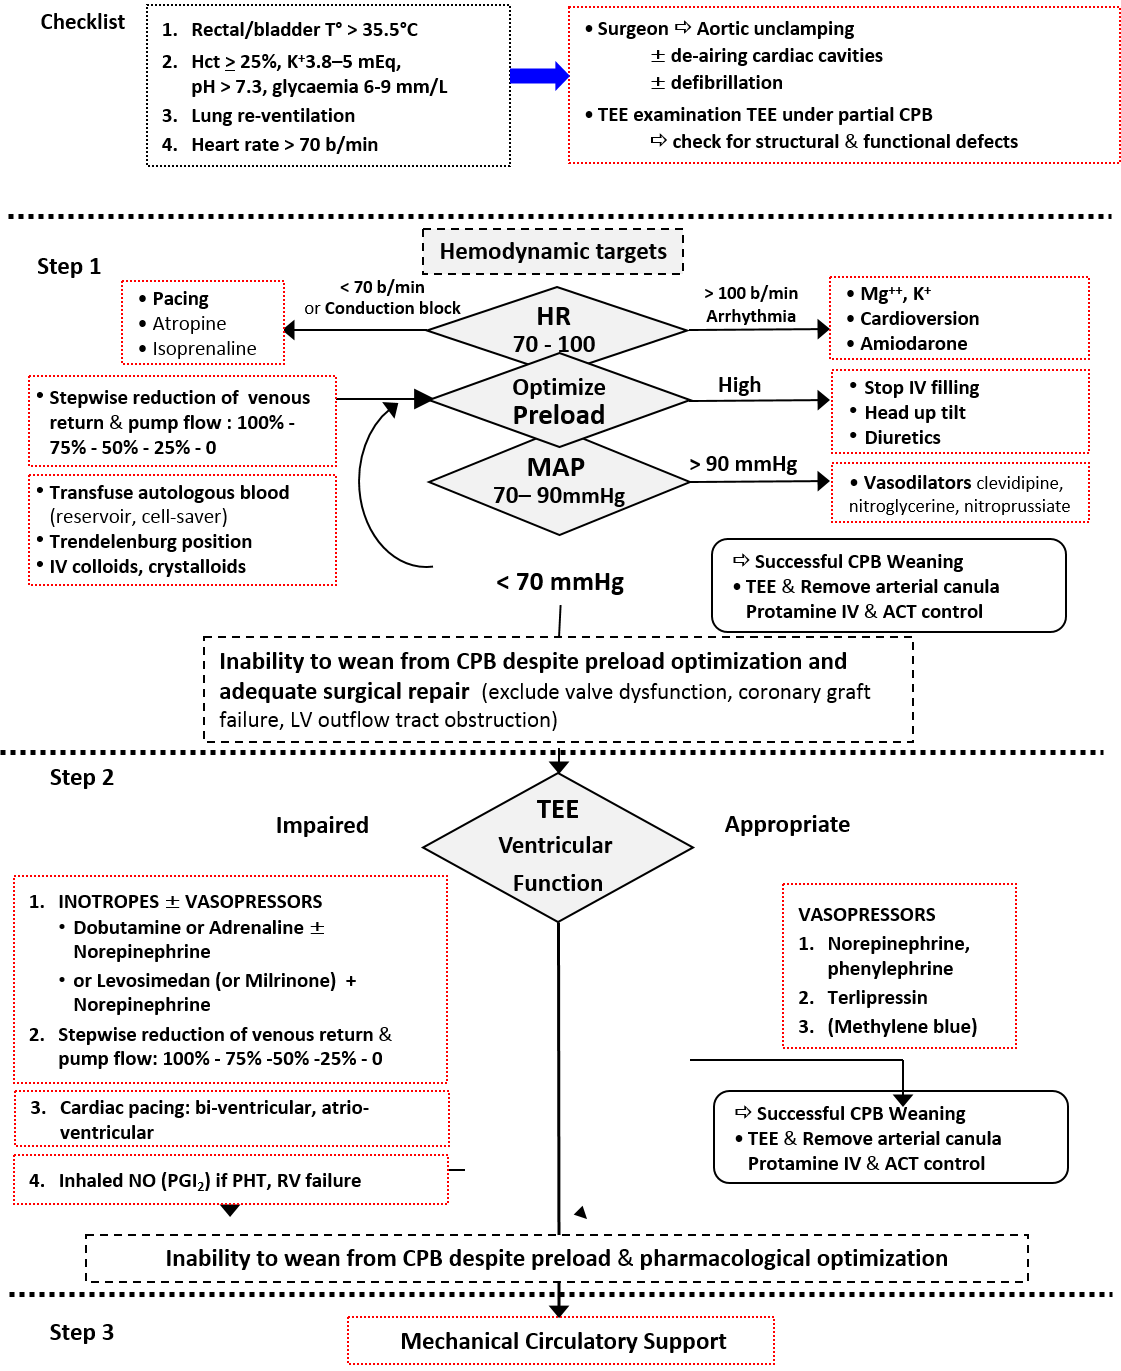 Checklist
1. Rectal/bladder T° > 35.5°C
2. Hct ≥ 25%, K⁺3.8–5 mEq,
pH > 7.3, glycaemia 6-9 mm/L
3. Lung re-ventilation
4. Heart rate > 70 b/min
• Surgeon ⇨ Aortic unclamping
± de-airing cardiac cavities
± defibrillation
• TEE examination TEE under partial CPB
⇨ check for structural & functional defects
Step 1
Hemodynamic targets
< 70 b/min
or Conduction block
• Pacing
• Atropine
• Isoprenaline
HR
70 - 100
> 100 b/min
Arrhythmia
• Mg⁺⁺, K⁺
• Cardioversion
• Amiodarone
• Stepwise reduction of venous
return & pump flow : 100% -
75% - 50% - 25% - 0
Optimize
Preload
High
• Stop IV filling
• Head up tilt
• Diuretics
• Transfuse autologous blood
(reservoir, cell-saver)
• Trendelenburg position
• IV colloids, crystalloids
MAP
70– 90mmHg
> 90 mmHg
• Vasodilators clevidipine,
nitroglycerine, nitroprussiate
< 70 mmHg
⇨ Successful CPB Weaning
• TEE & Remove arterial canula
Protamine IV & ACT control
Inability to wean from CPB despite preload optimization and
adequate surgical repair (exclude valve dysfunction, coronary graft
failure, LV outflow tract obstruction)
Step 2
Impaired
TEE
Ventricular
Function
Appropriate
1. INOTROPES ± VASOPRESSORS
• Dobutamine or Adrenaline ±
Norepinephrine
• or Levosimedan (or Milrinone) +
Norepinephrine
2. Stepwise reduction of venous return &
pump flow: 100% - 75% -50% -25% - 0
3. Cardiac pacing: bi-ventricular, atrio-
ventricular
4. Inhaled NO (PGI₂) if PHT, RV failure
VASOPRESSORS
1. Norepinephrine,
phenylephrine
2. Terlipressin
3. (Methylene blue)
⇨ Successful CPB Weaning
• TEE & Remove arterial canula
Protamine IV & ACT control
Inability to wean from CPB despite preload & pharmacological optimization
Step 3
Mechanical Circulatory Support